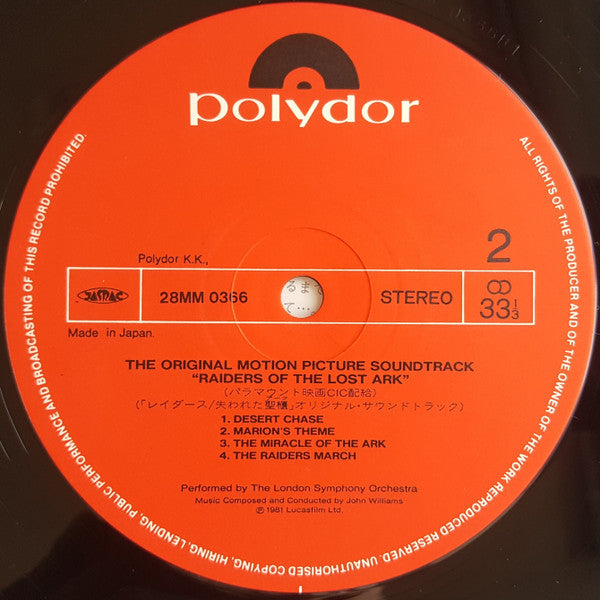 polydor
Polydor K.K.,
2
JASRAC
28MM 0366
STEREO
33 1/3
Made in Japan.
THE ORIGINAL MOTION PICTURE SOUNDTRACK
“RAIDERS OF THE LOST ARK”
(パラマウント映画CIC配給)
(「レイダース/失われた聖櫃」オリジナル・サウンドトラック)
1. DESERT CHASE
2. MARION'S THEME
3. THE MIRACLE OF THE ARK
4. THE RAIDERS MARCH
Performed by The London Symphony Orchestra
Music Composed and Conducted by John Williams
Ⓟ 1981 Lucasfilm Ltd.
ALL RIGHTS OF THE PRODUCER AND OF THE OWNER OF THE WORK REPRODUCED RESERVED. UNAUTHORISED COPYING, HIRING, LENDING, PUBLIC PERFORMANCE AND BROADCASTING OF THIS RECORD PROHIBITED.